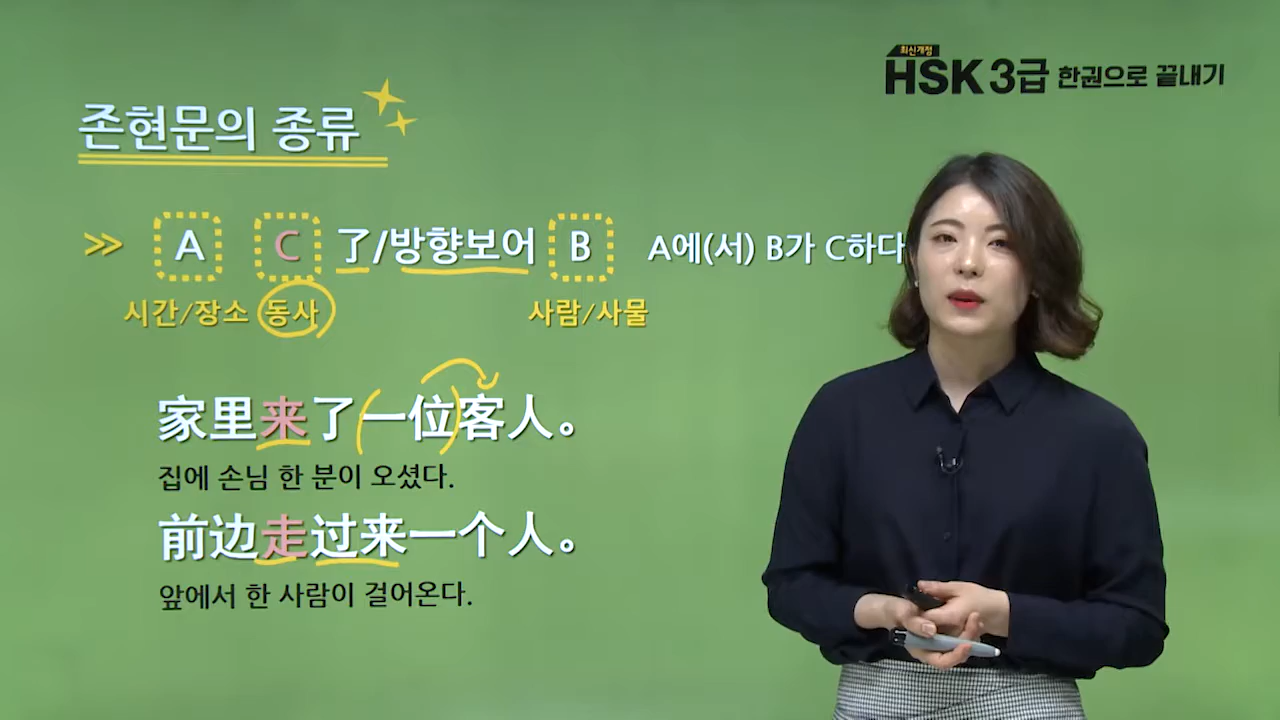 최신개정
HSK 3급 한권으로 끝내기
존현문의 종류
>> A C 了/방향보어 B A에(서) B가 C하다
시간/장소 동사 사람/사물
家里来了(一位)客人。
집에 손님 한 분이 오셨다.
前边走过来一个人。
앞에서 한 사람이 걸어온다.